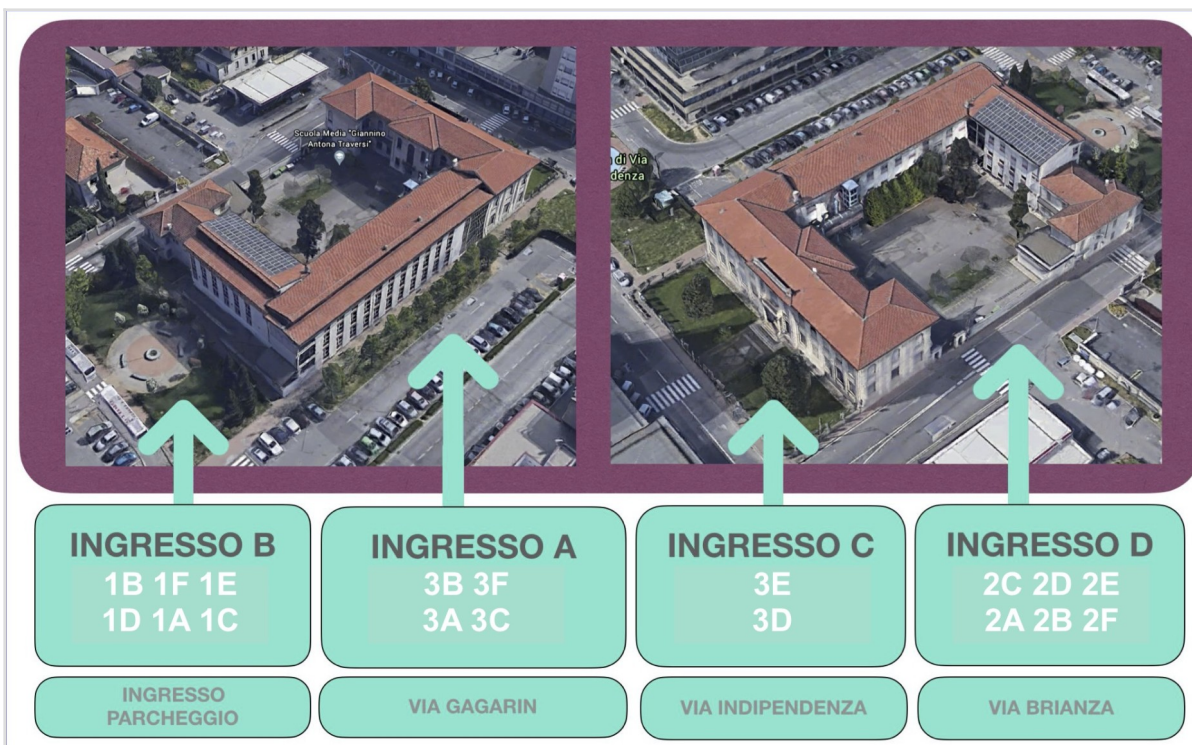 Scuola Media "Giannino
Antona Traversi"
di Via
denza
INGRESSO B
1B 1F 1E
1D 1A 1C
INGRESSO
PARCHEGGIO
INGRESSO A
3B 3F
3A 3C
VIA GAGARIN
INGRESSO C
3E
3D
VIA INDIPENDENZA
INGRESSO D
2C 2D 2E
2A 2B 2F
VIA BRIANZA